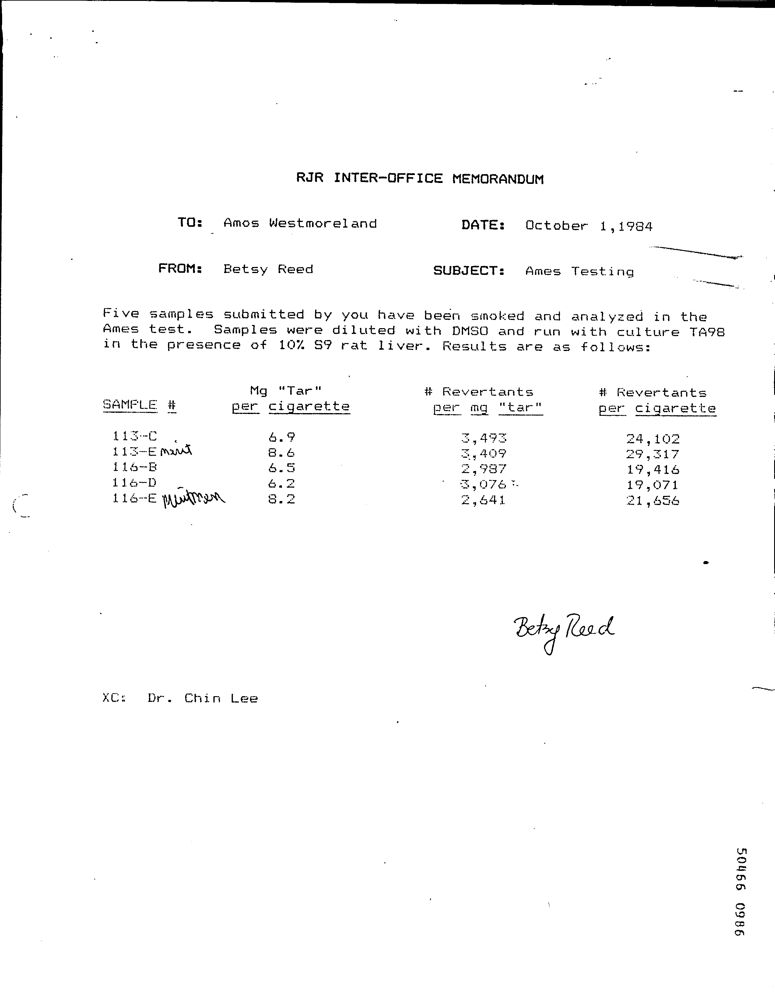 RJR INTER-OFFICE MEMORANDUM
TO: Amos Westmoreland DATE: October 1,1984
FROM: Betsy Reed SUBJECT: Ames Testing
Five samples submitted by you have been smoked and analyzed in the
Ames test. Samples were diluted with DMSO and run with culture TA98
in the presence of 10% S9 rat liver. Results are as follows:
Mg "Tar" # Revertants # Revertants
SAMPLE # per cigarette per mg "tar" per cigarette
113-C 6.9 3,493 24,102
113-E 8.6 3,409 29,317
116-B 6.5 2,987 19,416
116-D 6.2 3,076 19,071
116-E 8.2 2,641 21,656
Betsy Reed
XC: Dr. Chin Lee
50466 0986